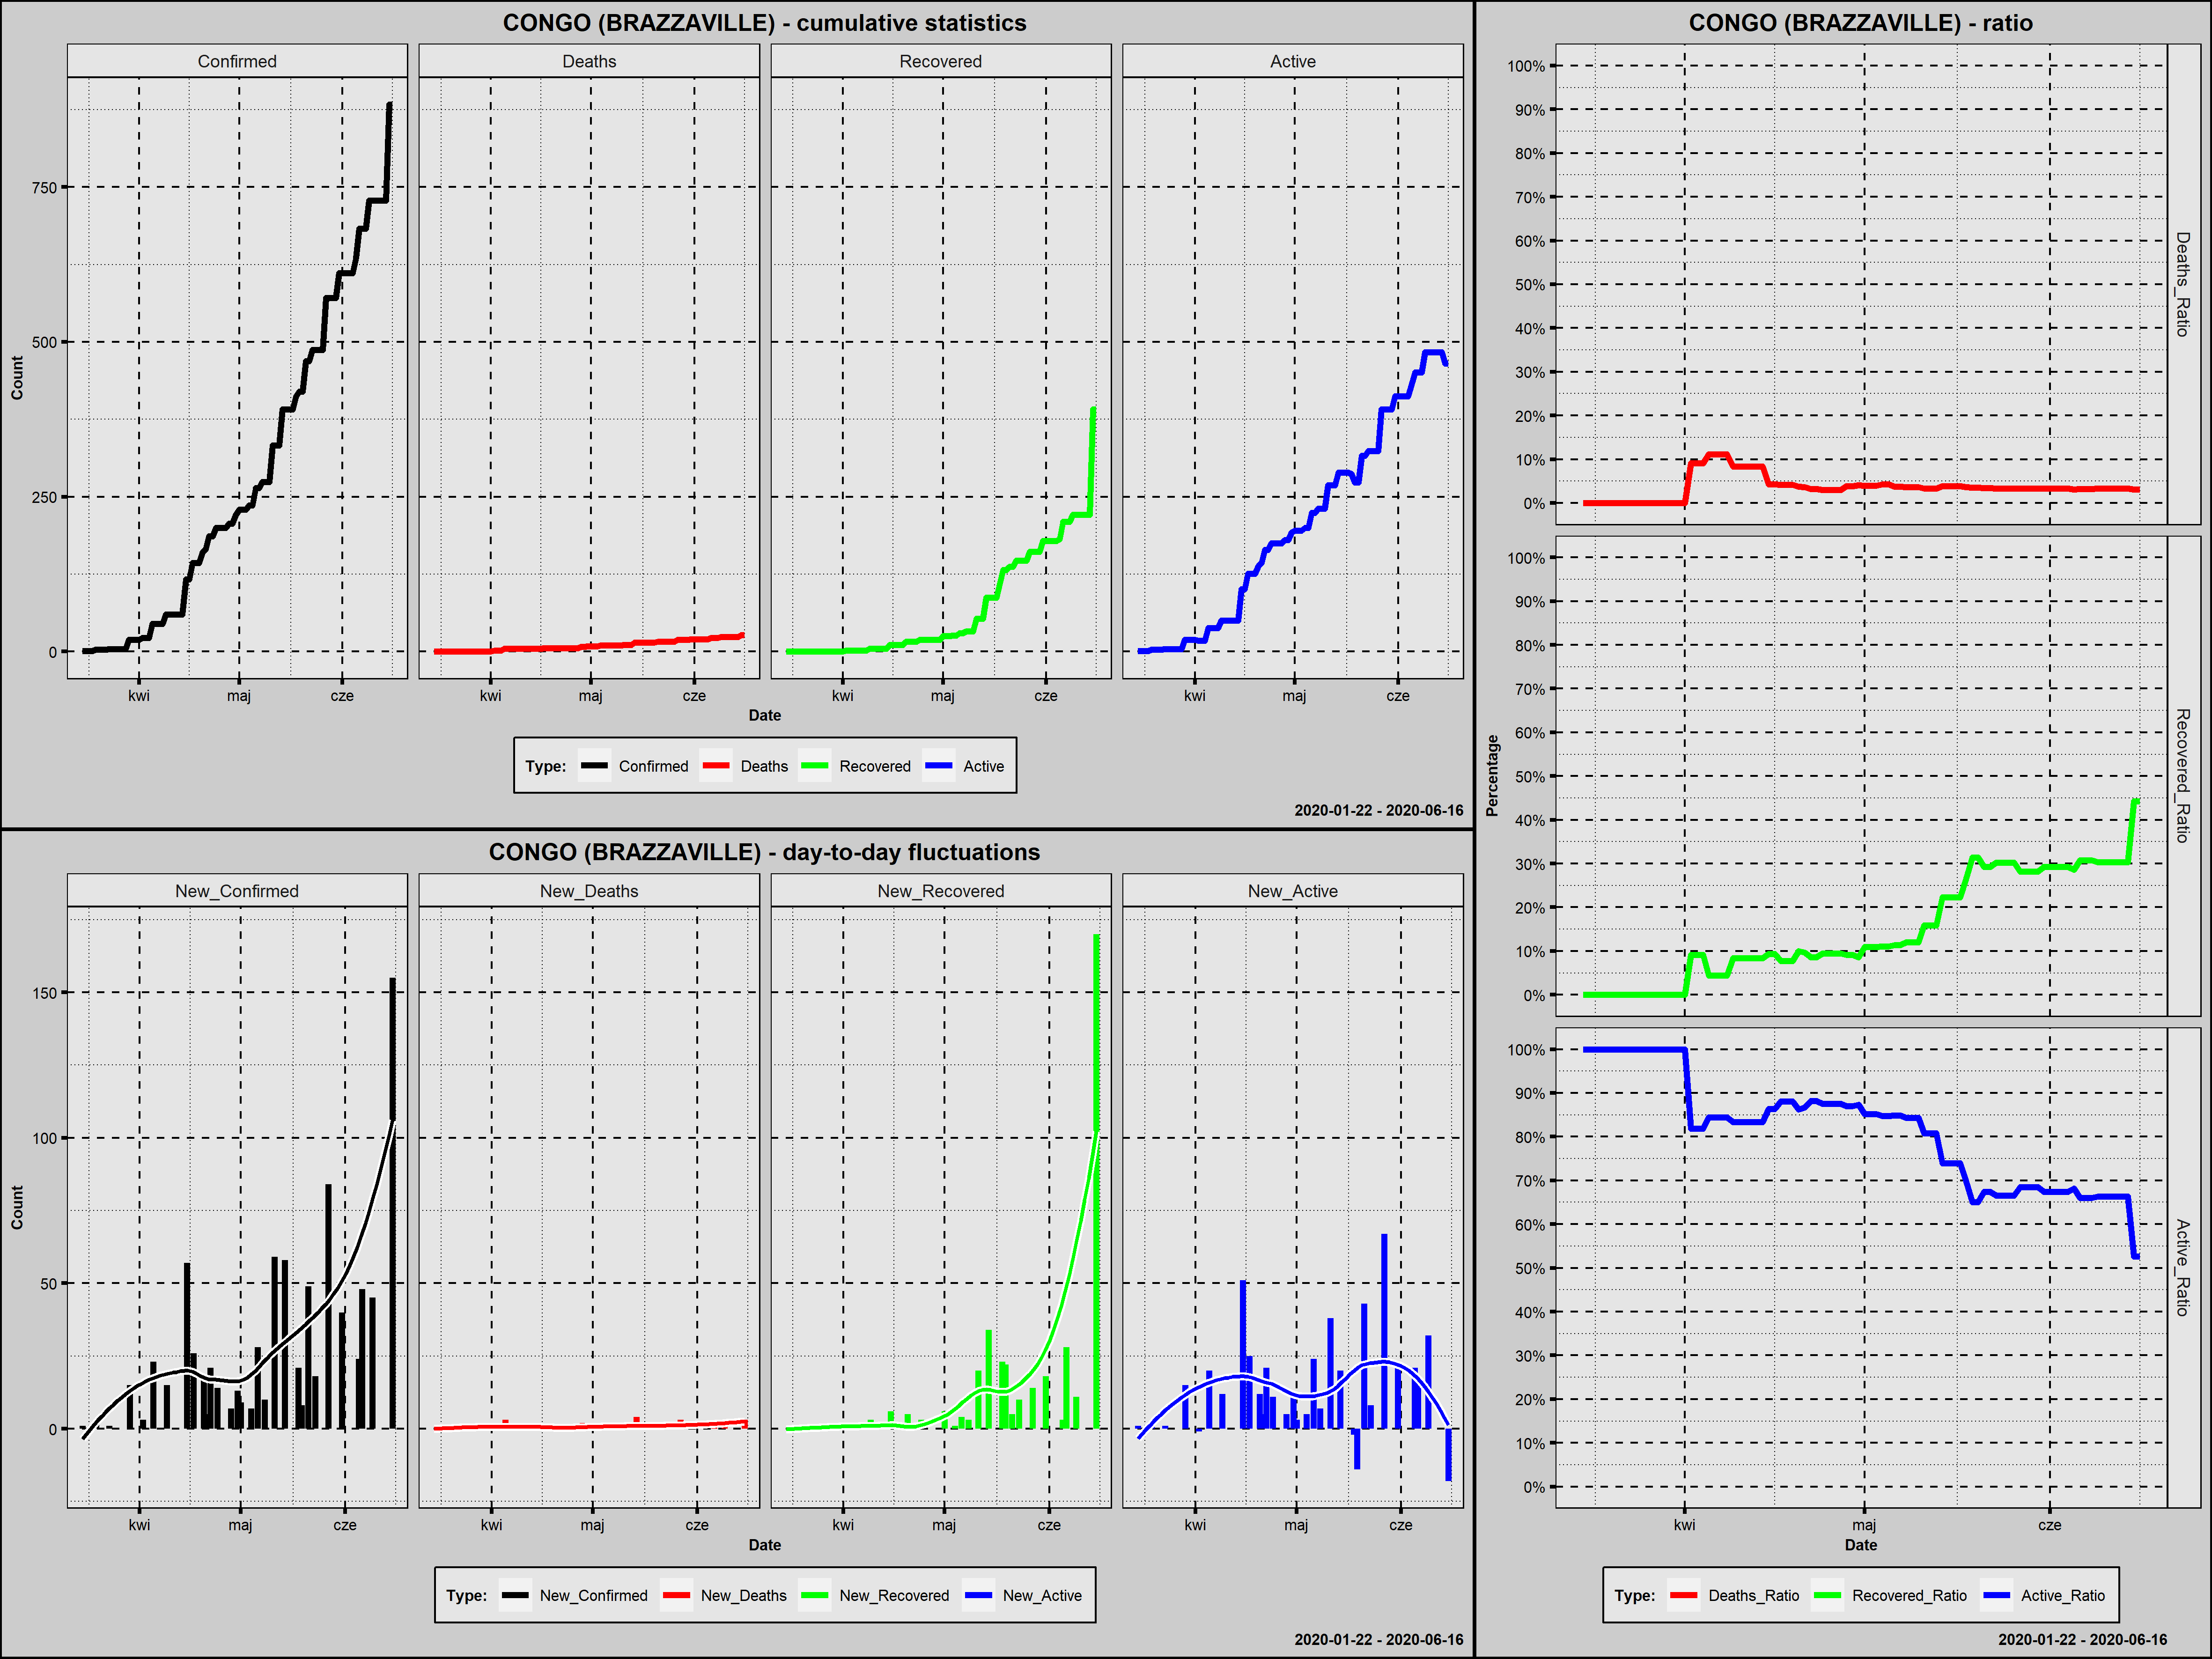 CONGO (BRAZZAVILLE) - cumulative statistics
Confirmed Deaths Recovered Active
Count
750
500
250
0
kwi maj cze kwi maj cze kwi maj cze kwi maj cze
Date
Type: Confirmed Deaths Recovered Active
2020-01-22 - 2020-06-16
CONGO (BRAZZAVILLE) - day-to-day fluctuations
New_Confirmed New_Deaths New_Recovered New_Active
Count
150
100
50
0
kwi maj cze kwi maj cze kwi maj cze kwi maj cze
Date
Type: New_Confirmed New_Deaths New_Recovered New_Active
2020-01-22 - 2020-06-16
CONGO (BRAZZAVILLE) - ratio
Percentage
100%
90%
80%
70%
60%
50%
40%
30%
20%
10%
0%
Deaths_Ratio
100%
90%
80%
70%
60%
50%
40%
30%
20%
10%
0%
Recovered_Ratio
100%
90%
80%
70%
60%
50%
40%
30%
20%
10%
0%
Active_Ratio
kwi maj cze
Date
Type: Deaths_Ratio Recovered_Ratio Active_Ratio
2020-01-22 - 2020-06-16